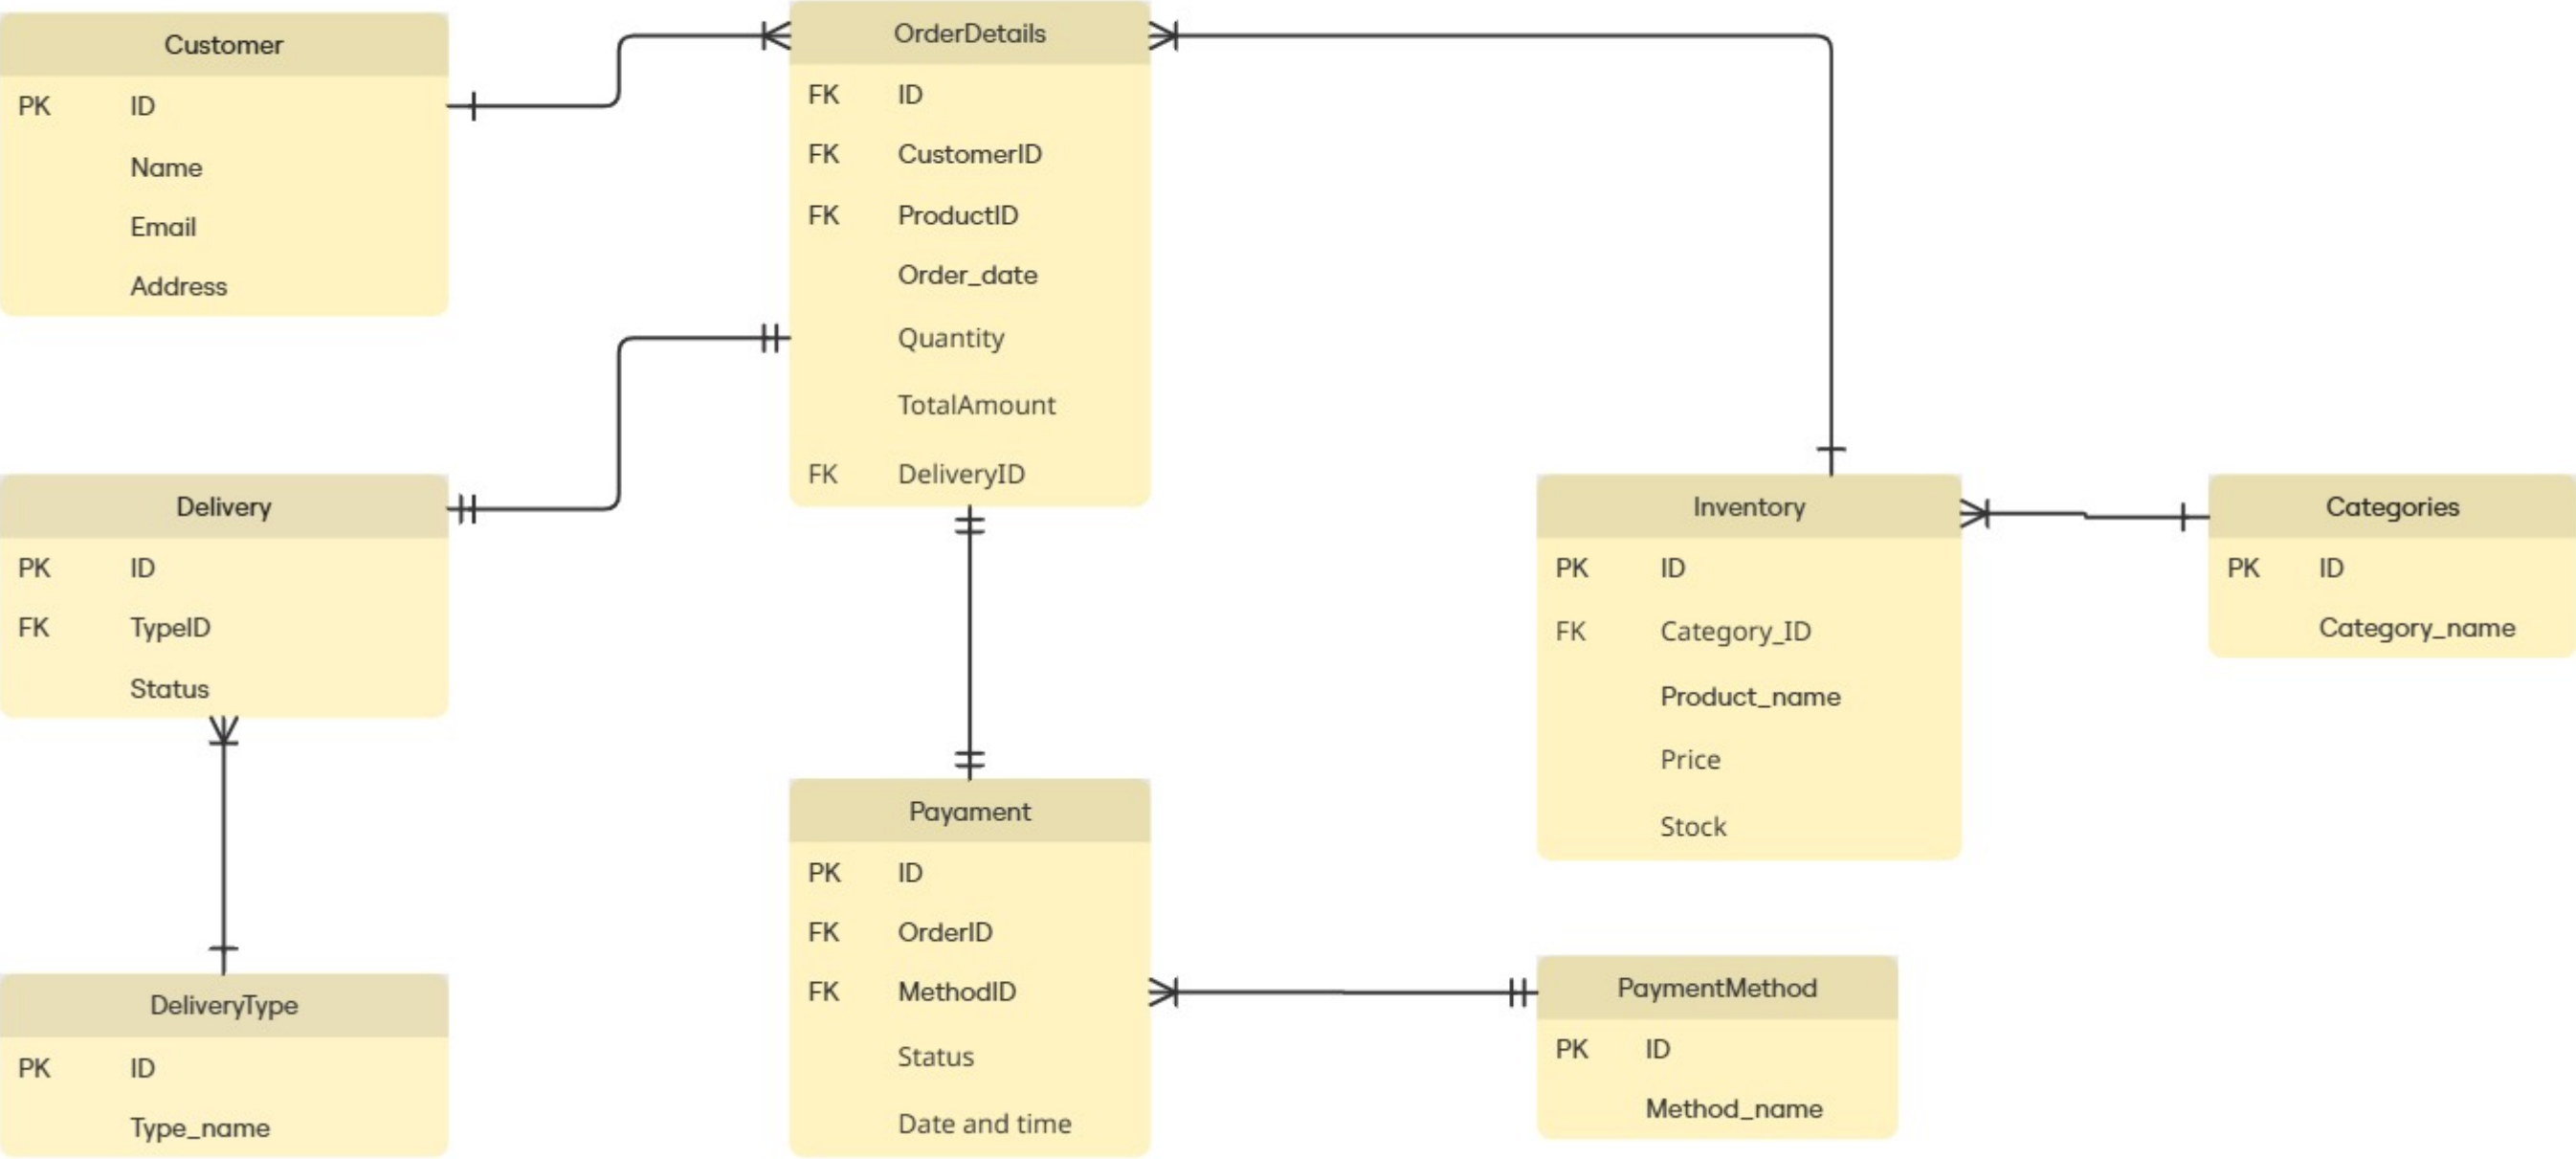 Customer
PK ID
Name
Email
Address
OrderDetails
FK ID
FK CustomerID
FK ProductID
Order_date
Quantity
TotalAmount
FK DeliveryID
Delivery
PK ID
FK TypeID
Status
Inventory
PK ID
FK Category_ID
Product_name
Price
Stock
Categories
PK ID
Category_name
Payament
PK ID
FK OrderID
FK MethodID
Status
Date and time
PaymentMethod
PK ID
Method_name
DeliveryType
PK ID
Type_name